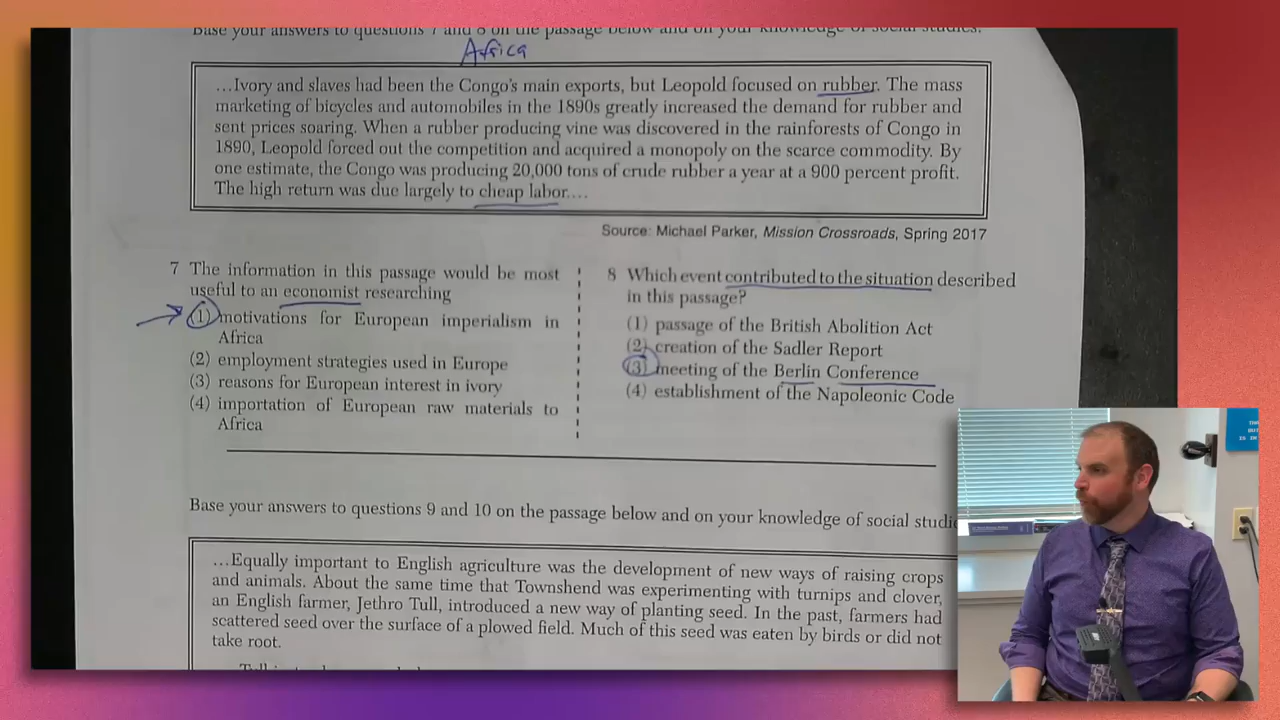 Base your answers to questions 7 and 8 on the passage below and on your knowledge of social studies.
Africa
…Ivory and slaves had been the Congo's main exports, but Leopold focused on rubber. The mass
marketing of bicycles and automobiles in the 1890s greatly increased the demand for rubber and
sent prices soaring. When a rubber producing vine was discovered in the rainforests of Congo in
1890, Leopold forced out the competition and acquired a monopoly on the scarce commodity. By
one estimate, the Congo was producing 20,000 tons of crude rubber a year at a 900 percent profit.
The high return was due largely to cheap labor.…
Source: Michael Parker, Mission Crossroads, Spring 2017
7 The information in this passage would be most
useful to an economist researching
(1) motivations for European imperialism in
Africa
(2) employment strategies used in Europe
(3) reasons for European interest in ivory
(4) importation of European raw materials to
Africa
8 Which event contributed to the situation described
in this passage?
(1) passage of the British Abolition Act
(2) creation of the Sadler Report
(3) meeting of the Berlin Conference
(4) establishment of the Napoleonic Code
Base your answers to questions 9 and 10 on the passage below and on your knowledge of social
…Equally important to English agriculture was the development of new ways of raising crops
and animals. About the same time that Townshend was experimenting with turnips and clover,
an English farmer, Jethro Tull, introduced a new way of planting seed. In the past, farmers had
scattered seed over the surface of a plowed field. Much of this seed was eaten by birds or did not
take root.
IS IN